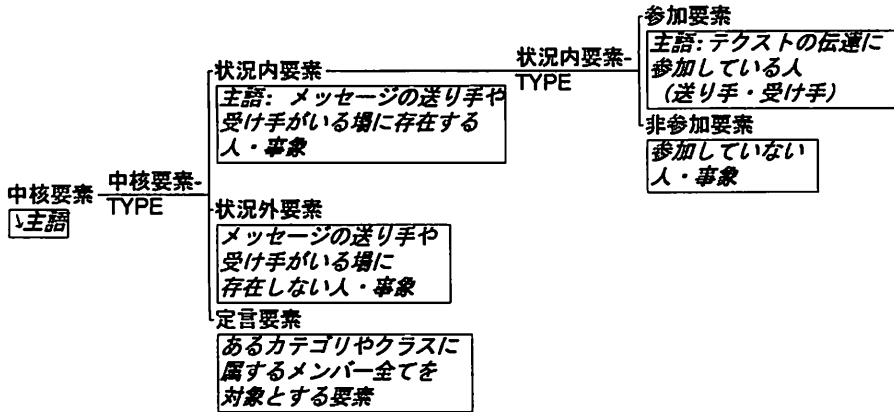 中核要素
↘主語
中核要素-
TYPE
状況内要素
主語: メッセージの送り手や
受け手がいる場に存在する
人・事象
状況内要素-
TYPE
参加要素
主語: テクストの伝達に
参加している人
(送り手・受け手)
非参加要素
参加していない
人・事象
状況外要素
メッセージの送り手や
受け手がいる場に
存在しない人・事象
定言要素
あるカテゴリやクラスに
属するメンバー全てを
対象とする要素